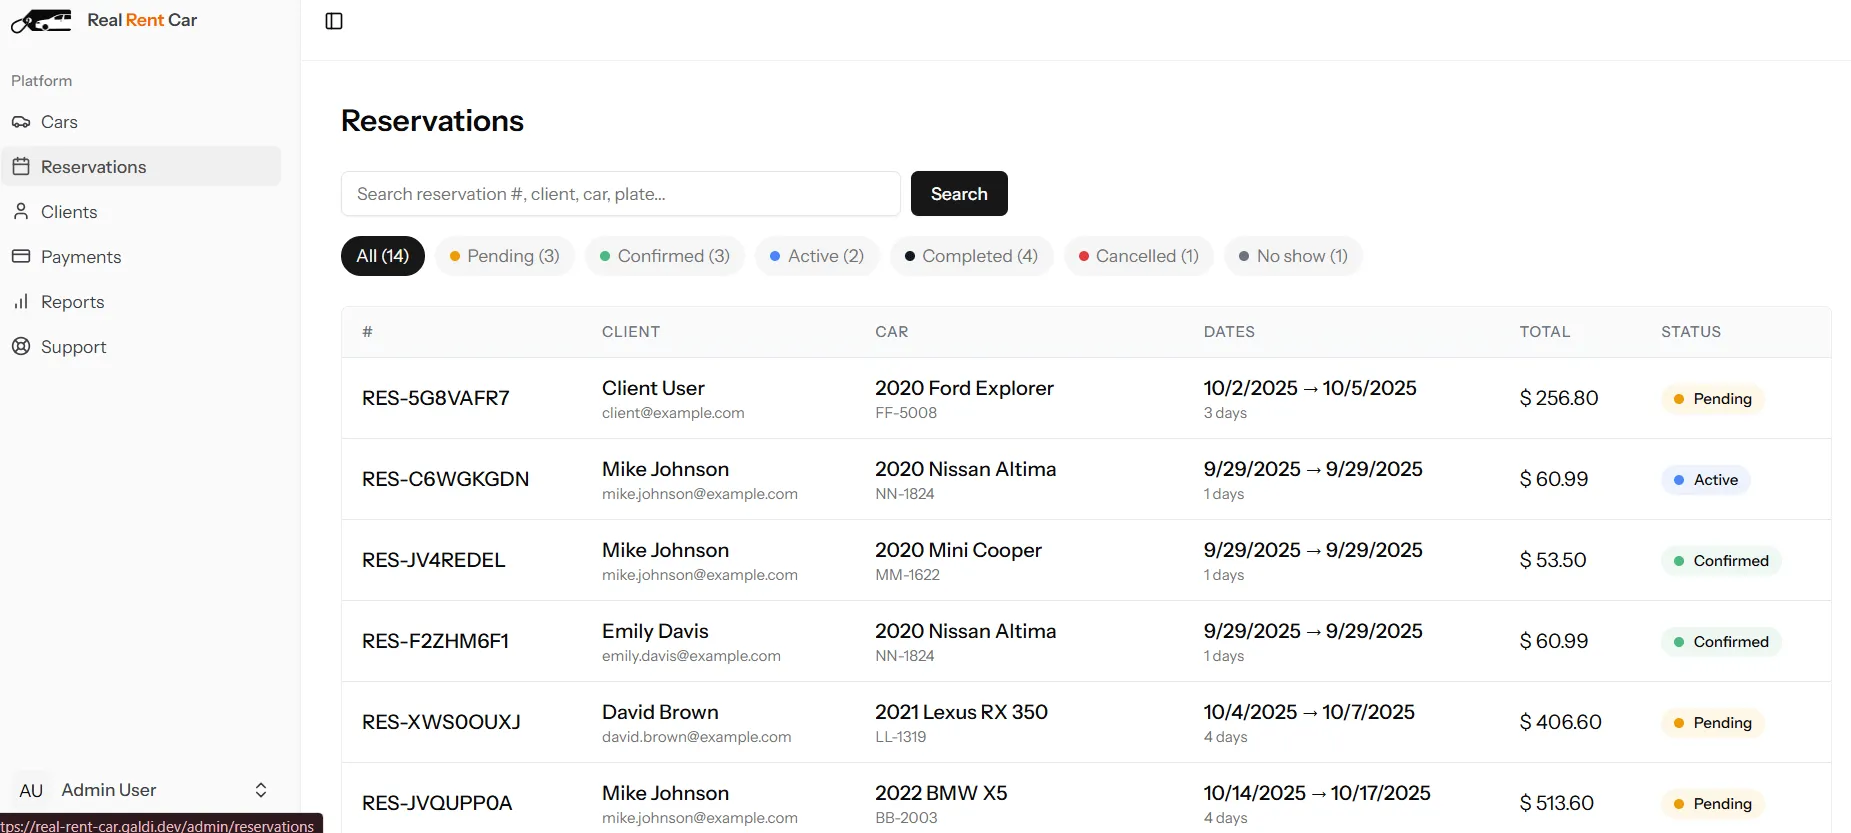 Real Rent Car
Platform
Cars
Reservations
Clients
Payments
Reports
Support
AU Admin User
tps://real-rent-car.galdi.dev/admin/reservations
Reservations
Search reservation #, client, car, plate...
Search
All (14) Pending (3) Confirmed (3) Active (2) Completed (4) Cancelled (1) No show (1)
# CLIENT CAR DATES TOTAL STATUS
RES-5G8VAFR7 Client User 2020 Ford Explorer 10/2/2025 → 10/5/2025 $ 256.80 Pending
client@example.com FF-5008 3 days
RES-C6WGKGDN Mike Johnson 2020 Nissan Altima 9/29/2025 → 9/29/2025 $ 60.99 Active
mike.johnson@example.com NN-1824 1 days
RES-JV4REDEL Mike Johnson 2020 Mini Cooper 9/29/2025 → 9/29/2025 $ 53.50 Confirmed
mike.johnson@example.com MM-1622 1 days
RES-F2ZHM6F1 Emily Davis 2020 Nissan Altima 9/29/2025 → 9/29/2025 $ 60.99 Confirmed
emily.davis@example.com NN-1824 1 days
RES-XWS0OUXJ David Brown 2021 Lexus RX 350 10/4/2025 → 10/7/2025 $ 406.60 Pending
david.brown@example.com LL-1319 4 days
RES-JVQUPP0A Mike Johnson 2022 BMW X5 10/14/2025 → 10/17/2025 $ 513.60 Pending
mike.johnson@example.com BB-2003 4 days